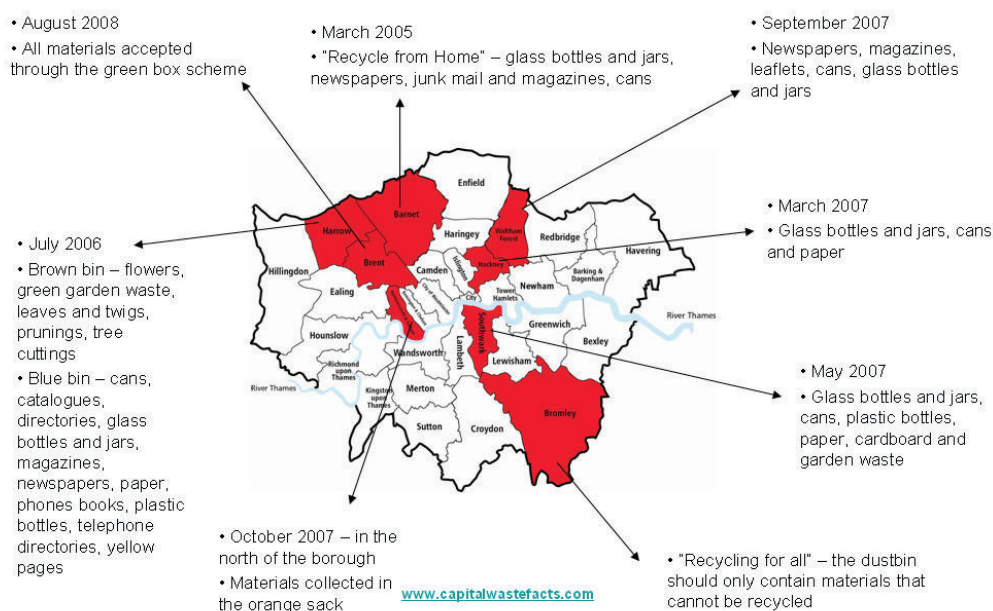 • August 2008
• All materials accepted
through the green box scheme
• March 2005
• "Recycle from Home" – glass bottles and jars,
newspapers, junk mail and magazines, cans
• September 2007
• Newspapers, magazines,
leaflets, cans, glass bottles
and jars
• March 2007
• Glass bottles and jars, cans
and paper
• July 2006
• Brown bin – flowers,
green garden waste,
leaves and twigs,
prunings, tree
cuttings
• Blue bin – cans,
catalogues,
directories, glass
bottles and jars,
magazines,
newspapers, paper,
phones books, plastic
bottles, telephone
directories, yellow
pages
Enfield
Barnet
Harrow
Haringey
Waltham
Forest
Redbridge
Havering
Brent
Hillingdon
Camden
Islington
Hackney
Barking &
Dagenham
Ealing
City of Westminster
City
Tower
Hamlets
Newham
River Thames
Hounslow
Southwark
Greenwich
Bexley
Wandsworth
Lambeth
Lewisham
Richmond
upon
Thames
River Thames
Kingston
upon
Thames
Merton
Sutton
Croydon
Bromley
• May 2007
• Glass bottles and jars,
cans, plastic bottles,
paper, cardboard and
garden waste
• October 2007 – in the
north of the borough
• Materials collected in
the orange sack
www.capitalwastefacts.com
• "Recycling for all" – the dustbin
should only contain materials that
cannot be recycled